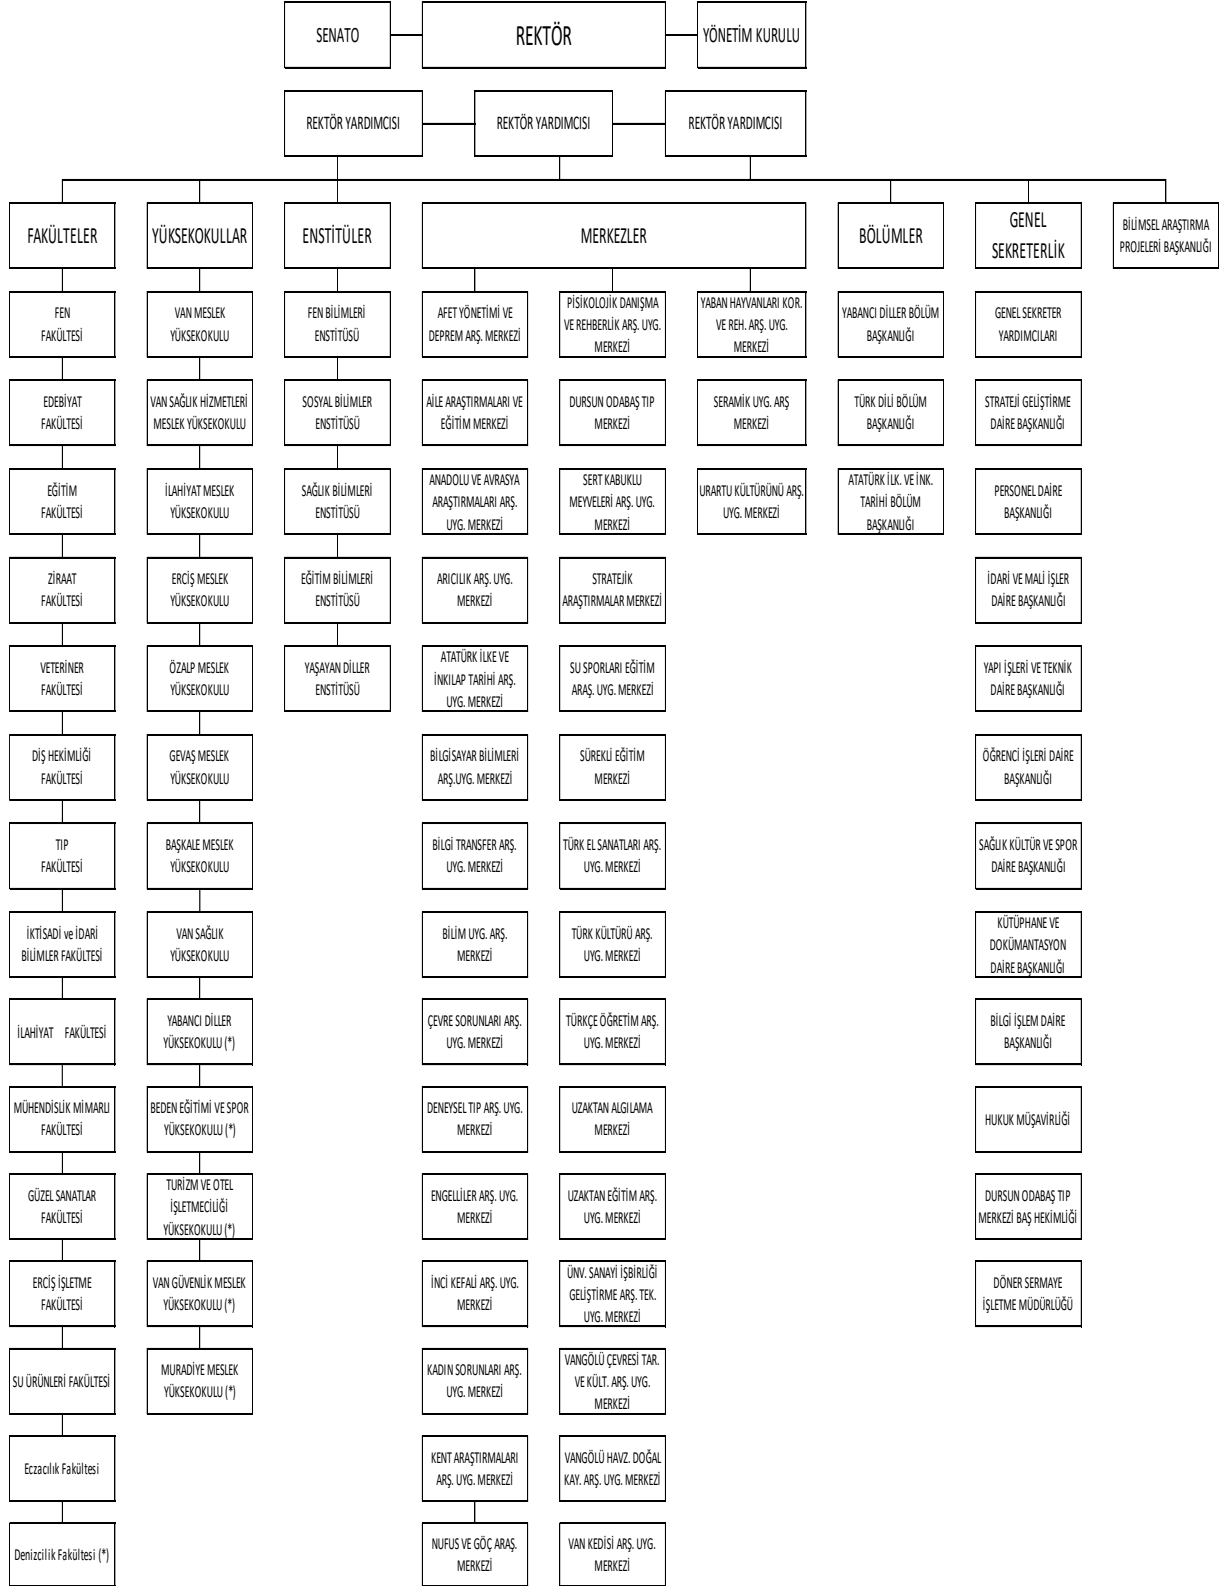 SENATO
REKTÖR
YÖNETİM KURULU
REKTÖR YARDIMCISI
REKTÖR YARDIMCISI
REKTÖR YARDIMCISI
FAKÜLTELER
YÜKSEKOKULLAR
ENSTİTÜLER
MERKEZLER
BÖLÜMLER
GENEL
SEKRETERLİK
BİLİMSEL ARAŞTIRMA
PROJELERİ BAŞKANLIĞI
FEN
FAKÜLTESİ
VAN MESLEK
YÜKSEKOKULU
FEN BİLİMLERİ
ENSTİTÜSÜ
AFET YÖNETİMİ VE
DEPREM ARŞ. MERKEZİ
PİSİKOLOJİK DANIŞMA
VE REHBERLİK ARŞ. UYG.
MERKEZİ
YABAN HAYVANLARI KOR.
VE REH. ARŞ. UYG.
MERKEZİ
YABANCI DİLLER BÖLÜM
BAŞKANLIĞI
GENEL SEKRETER
YARDIMCILARI
EDEBİYAT
FAKÜLTESİ
VAN SAĞLIK HİZMETLERİ
MESLEK YÜKSEKOKULU
SOSYAL BİLİMLER
ENSTİTÜSÜ
AİLE ARAŞTIRMALARI VE
EĞİTİM MERKEZİ
DURSUN ODABAŞ TIP
MERKEZİ
SERAMİK UYG. ARŞ
MERKEZİ
TÜRK DİLİ BÖLÜM
BAŞKANLIĞI
STRATEJİ GELİŞTİRME
DAİRE BAŞKANLIĞI
EĞİTİM
FAKÜLTESİ
İLAHİYAT MESLEK
YÜKSEKOKULU
SAĞLIK BİLİMLERİ
ENSTİTÜSÜ
ANADOLU VE AVRASYA
ARAŞTIRMALARI ARŞ.
UYG. MERKEZİ
SERT KABUKLU
MEYVELERİ ARŞ. UYG.
MERKEZİ
URARTU KÜLTÜRÜNÜ ARŞ.
UYG. MERKEZİ
ATATÜRK İLK. VE İNK.
TARİHİ BÖLÜM
BAŞKANLIĞI
PERSONEL DAİRE
BAŞKANLIĞI
ZİRAAT
FAKÜLTESİ
ERCİŞ MESLEK
YÜKSEKOKULU
EĞİTİM BİLİMLERİ
ENSTİTÜSÜ
ARICILIK ARŞ. UYG.
MERKEZİ
STRATEJİK
ARAŞTIRMALAR MERKEZİ
İDARİ VE MALİ İŞLER
DAİRE BAŞKANLIĞI
VETERİNER
FAKÜLTESİ
ÖZALP MESLEK
YÜKSEKOKULU
YAŞAYAN DİLLER
ENSTİTÜSÜ
ATATÜRK İLKE VE
İNKILAP TARİHİ ARŞ.
UYG. MERKEZİ
SU SPORLARI EĞİTİM
ARAŞ. UYG. MERKEZİ
YAPI İŞLERİ VE TEKNİK
DAİRE BAŞKANLIĞI
DİŞ HEKİMLİĞİ
FAKÜLTESİ
GEVAŞ MESLEK
YÜKSEKOKULU
BİLGİSAYAR BİLİMLERİ
ARŞ.UYG. MERKEZİ
SÜREKLİ EĞİTİM
MERKEZİ
ÖĞRENCİ İŞLERİ DAİRE
BAŞKANLIĞI
TIP
FAKÜLTESİ
BAŞKALE MESLEK
YÜKSEKOKULU
BİLGİ TRANSFER ARŞ.
UYG. MERKEZİ
TÜRK EL SANATLARI ARŞ.
UYG. MERKEZİ
SAĞLIK KÜLTÜR VE SPOR
DAİRE BAŞKANLIĞI
İKTİSADİ ve İDARİ
BİLİMLER FAKÜLTESİ
VAN SAĞLIK
YÜKSEKOKULU
BİLİM UYG. ARŞ.
MERKEZİ
TÜRK KÜLTÜRÜ ARŞ.
UYG. MERKEZİ
KÜTÜPHANE VE
DOKÜMANTASYON
DAİRE BAŞKANLIĞI
İLAHİYAT    FAKÜLTESİ
YABANCI DİLLER
YÜKSEKOKULU (*)
ÇEVRE SORUNLARI ARŞ.
UYG. MERKEZİ
TÜRKÇE ÖĞRETİM ARŞ.
UYG. MERKEZİ
BİLGİ İŞLEM DAİRE
BAŞKANLIĞI
MÜHENDİSLİK MİMARLI
FAKÜLTESİ
BEDEN EĞİTİMİ VE SPOR
YÜKSEKOKULU (*)
DENEYSEL TIP ARŞ. UYG.
MERKEZİ
UZAKTAN ALGILAMA
MERKEZİ
HUKUK MÜŞAVİRLİĞİ
GÜZEL SANATLAR
FAKÜLTESİ
TURİZM VE OTEL
İŞLETMECİLİĞİ
YÜKSEKOKULU (*)
ENGELLİLER ARŞ. UYG.
MERKEZİ
UZAKTAN EĞİTİM ARŞ.
UYG. MERKEZİ
DURSUN ODABAŞ TIP
MERKEZİ BAŞ HEKİMLİĞİ
ERCİŞ İŞLETME
FAKÜLTESİ
VAN GÜVENLİK MESLEK
YÜKSEKOKULU (*)
İNCİ KEFALİ ARŞ. UYG.
MERKEZİ
ÜNV. SANAYİ İŞBİRLİĞİ
GELİŞTİRME ARŞ. TEK.
UYG. MERKEZİ
DÖNER SERMAYE
İŞLETME MÜDÜRLÜĞÜ
SU ÜRÜNLERİ FAKÜLTESİ
MURADİYE MESLEK
YÜKSEKOKULU (*)
KADIN SORUNLARI ARŞ.
UYG. MERKEZİ
VANGÖLÜ ÇEVRESİ TAR.
VE KÜLT. ARŞ. UYG.
MERKEZİ
Eczacılık Fakültesi
KENT ARAŞTIRMALARI
ARŞ. UYG. MERKEZİ
VANGÖLÜ HAVZ. DOĞAL
KAY. ARŞ. UYG. MERKEZİ
Denizcilik Fakültesi (*)
NUFUS VE GÖÇ ARAŞ.
MERKEZİ
VAN KEDİSİ ARŞ. UYG.
MERKEZİ